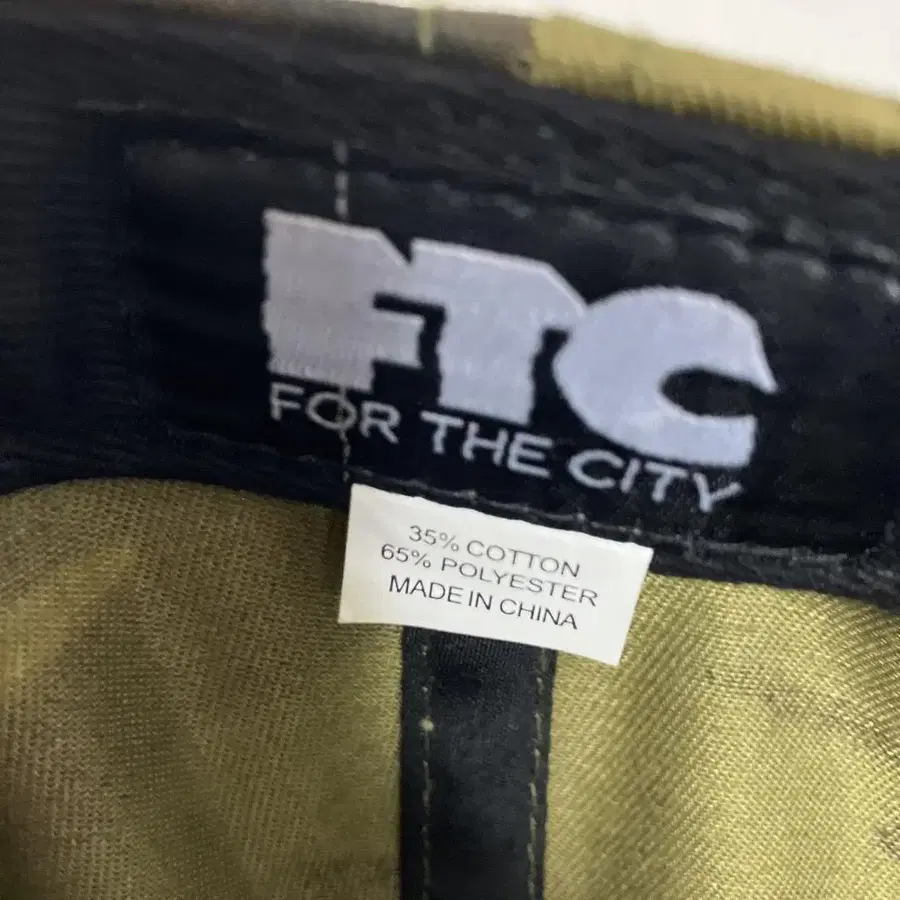 FTC
FOR THE CITY
35% COTTON
65% POLYESTER
MADE IN CHINA